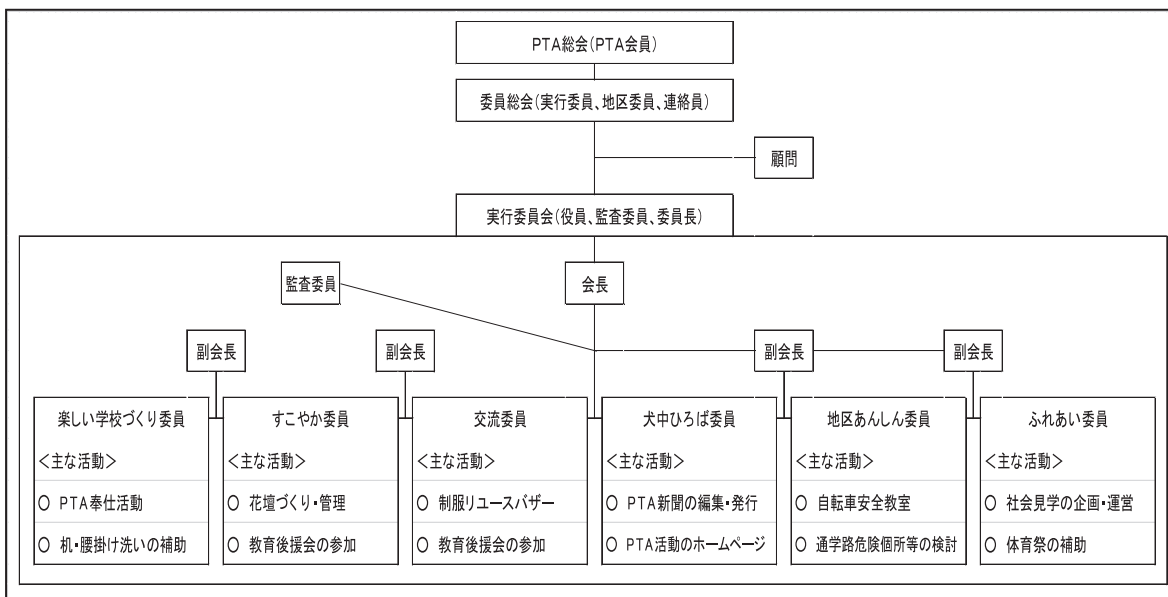 PTA総会(PTA会員)
委員総会(実行委員、地区委員、連絡員)
顧問
実行委員会(役員、監査委員、委員長)
監査委員
会長
副会長
副会長
副会長
副会長
楽しい学校づくり委員
<主な活動>
○ PTA奉仕活動
○ 机・腰掛け洗いの補助
すこやか委員
<主な活動>
○ 花壇づくり・管理
○ 教育後援会の参加
交流委員
<主な活動>
○ 制服リユースバザー
○ 教育後援会の参加
犬中ひろば委員
<主な活動>
○ PTA新聞の編集・発行
○ PTA活動のホームページ
地区あんしん委員
<主な活動>
○ 自転車安全教室
○ 通学路危険個所等の検討
ふれあい委員
<主な活動>
○ 社会見学の企画・運営
○ 体育祭の補助